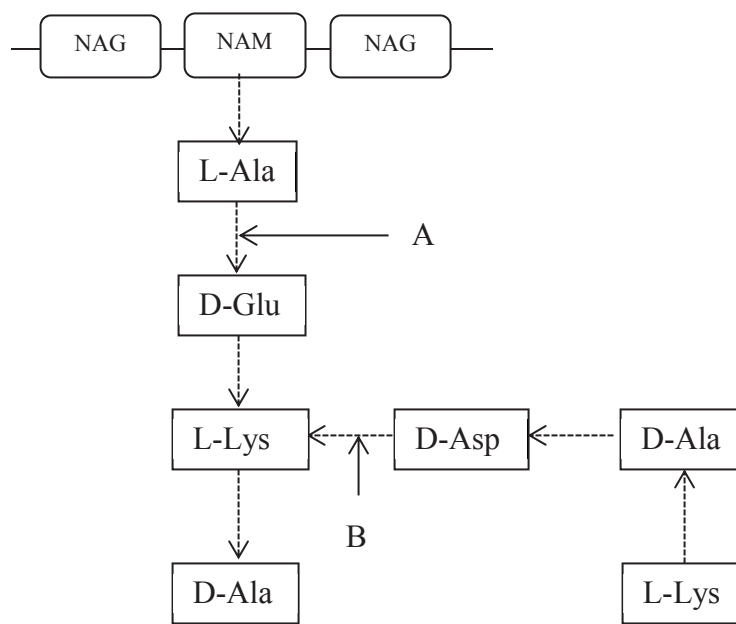 NAG NAM NAG
L-Ala
A
D-Glu
L-Lys D-Asp D-Ala
B
D-Ala L-Lys